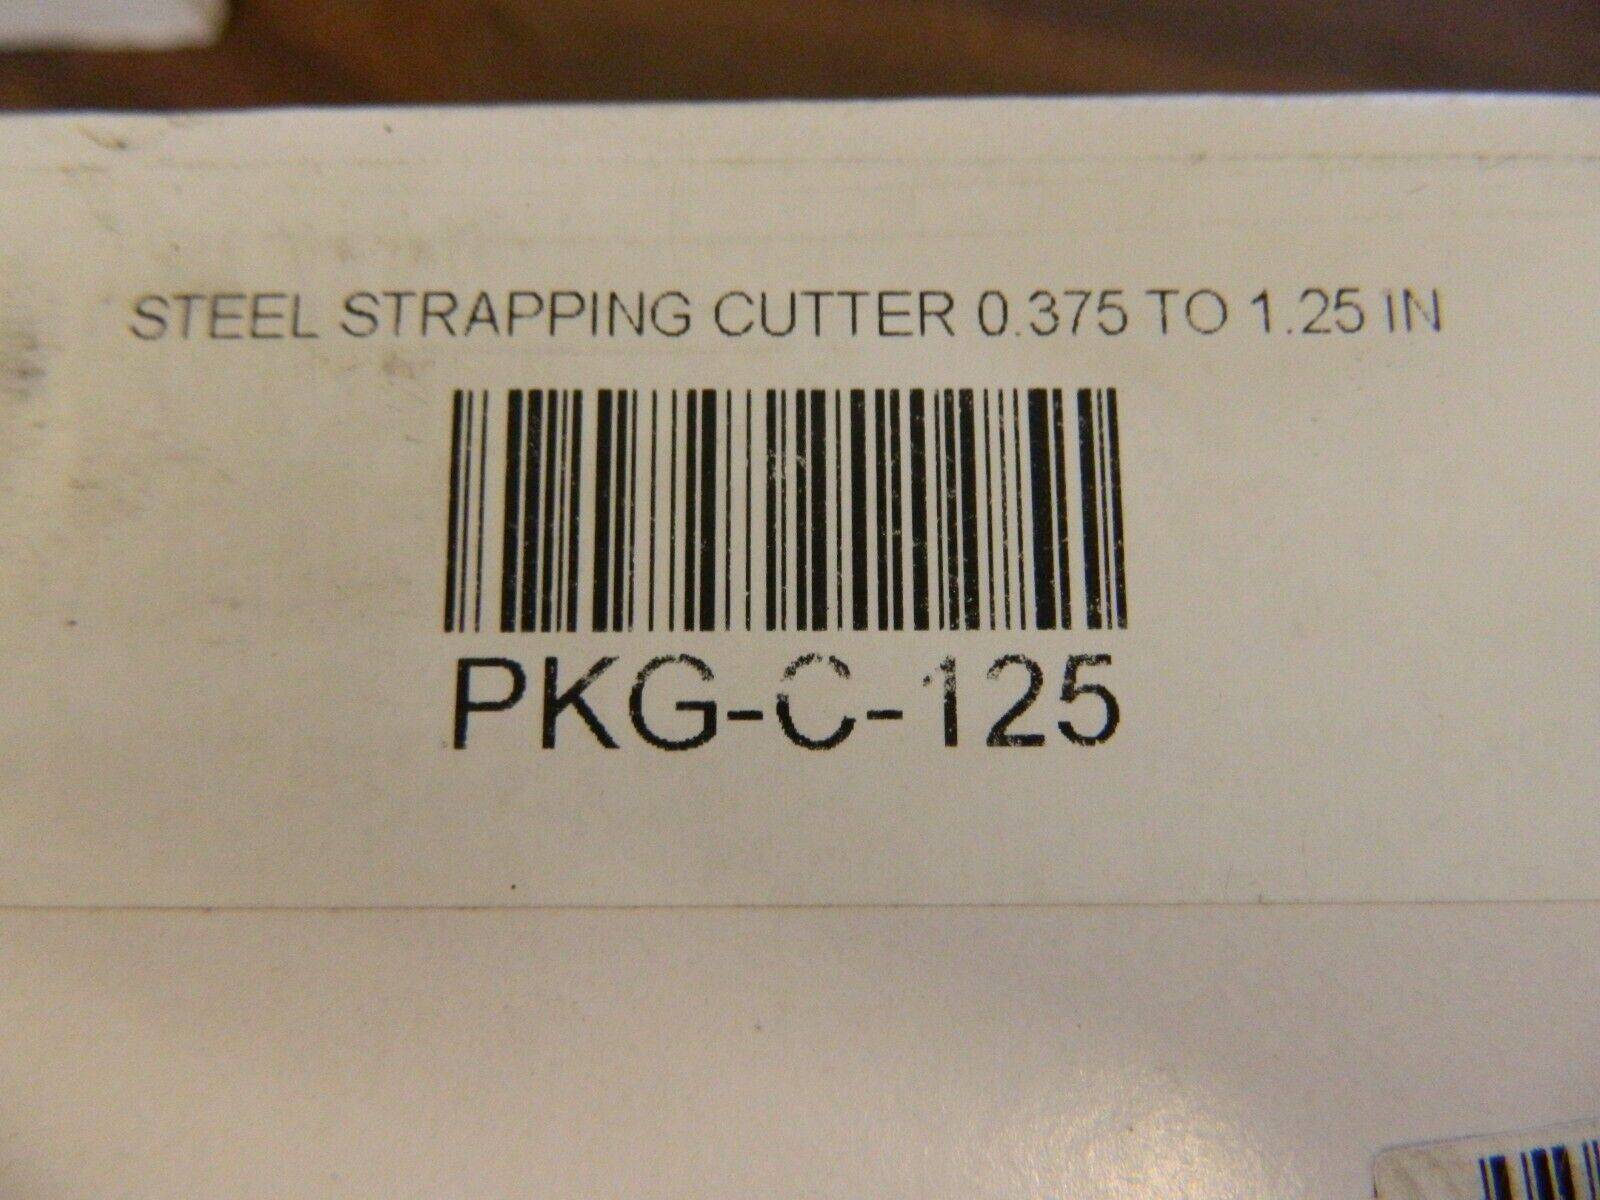 STEEL STRAPPING CUTTER 0.375 TO 1.25 IN
PKG-C-125